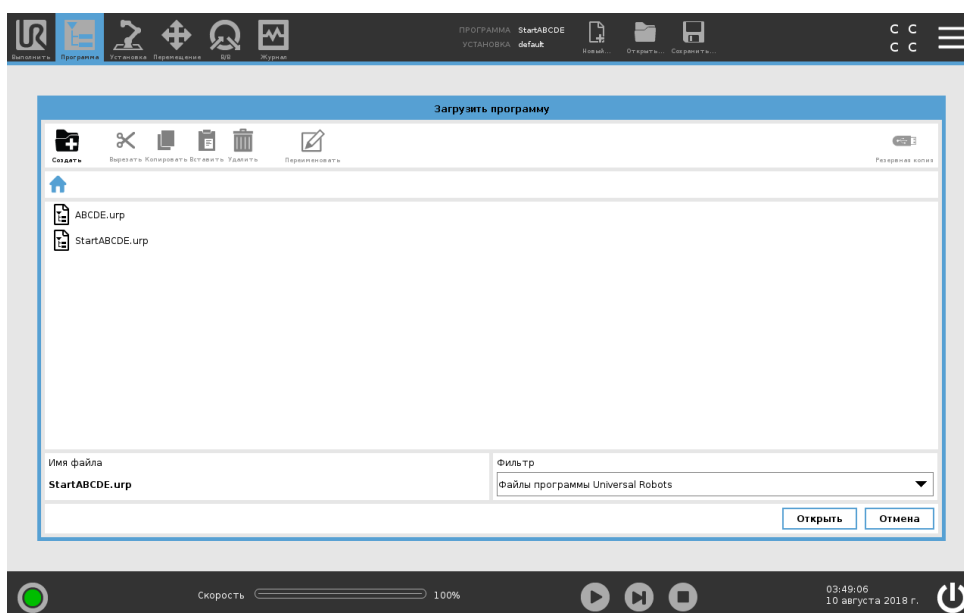 ПРОГРАММА StartABCDE
УСТАНОВКА default
C C
C C
Выполнить Программа Установка Перемещение В/В Журнал
Новый... Открыть... Сохранить...
Загрузить программу
Создать Вырезать Копировать Вставить Удалить Переименовать Резервная копия
ABCDE.urp
StartABCDE.urp
Имя файла Фильтр
StartABCDE.urp Файлы программы Universal Robots
Открыть Отмена
Скорость 100%
03:49:06
10 августа 2018 г.